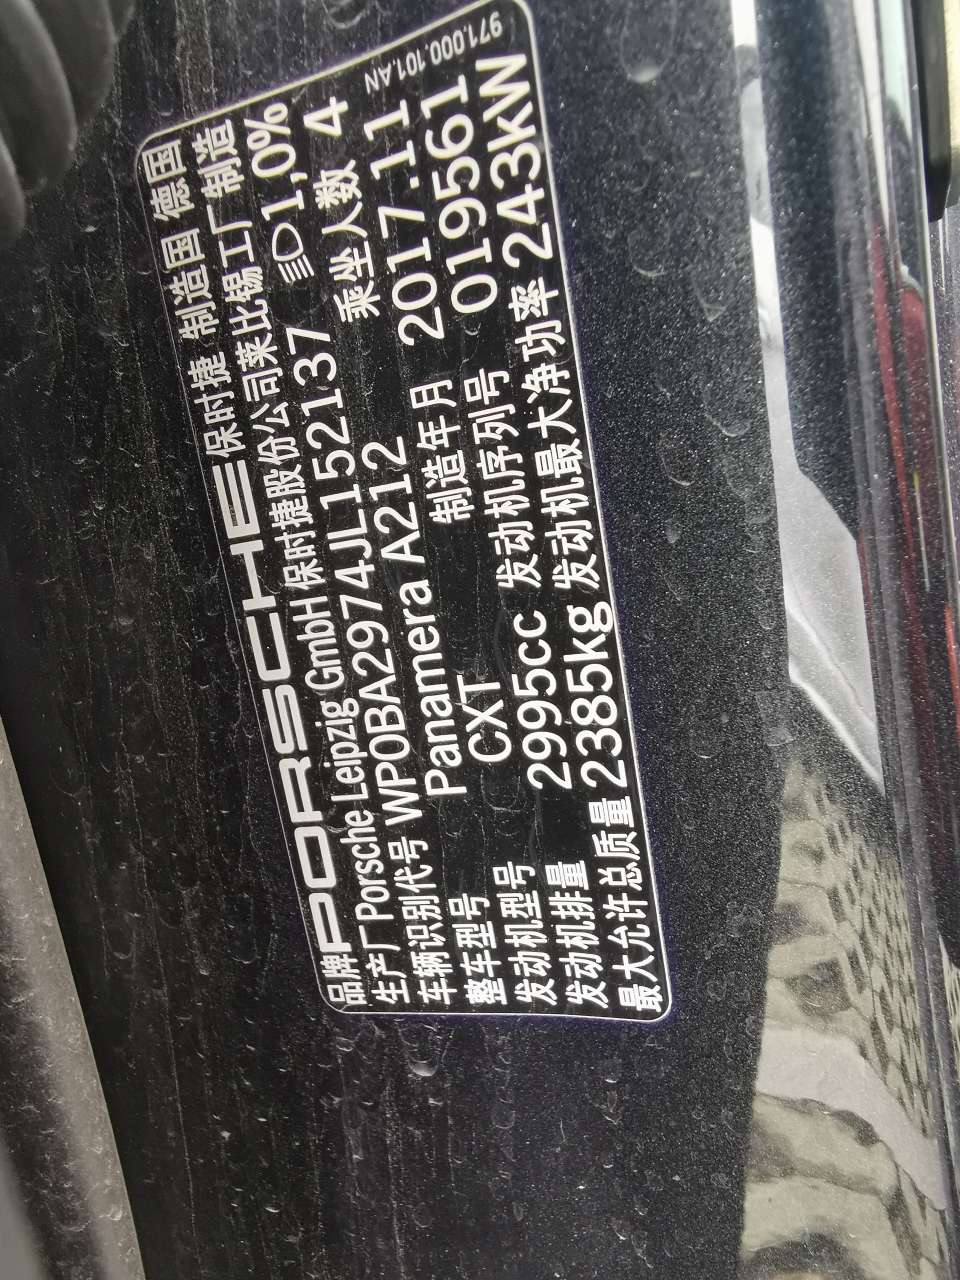 品牌 PORSCHE 保时捷 制造国 德国
生产厂 Porsche Leipzig GmbH 保时捷股份公司莱比锡工厂 制造
车辆识别代号 WP0BA2974JL152137 1,0%
整车型号 Panamera A212 乘坐人数 4
发动机型号 CXT 制造年月 2017.11
发动机排量 2995cc 发动机序列号 019561
最大允许总质量 2385kg 发动机最大净功率 243KW
971.000.101.AN